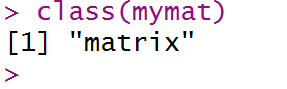 > class(mymat)
[1] "matrix"
>